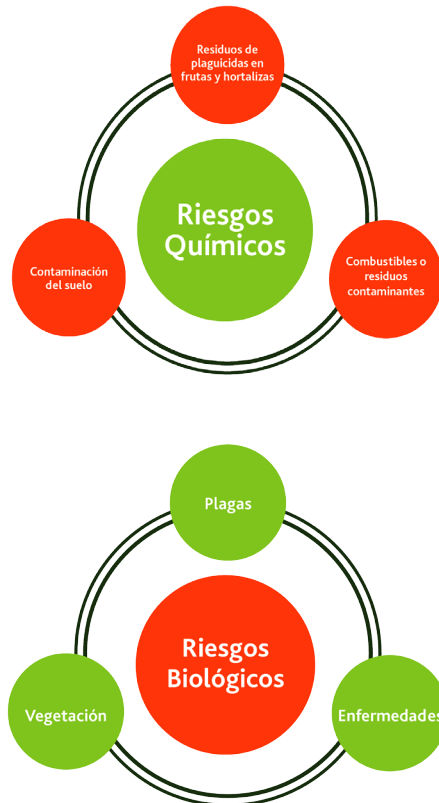 Residuos de
plaguicidas en
frutas y hortalizas
Riesgos
Químicos
Contaminación
del suelo
Combustibles o
residuos
contaminantes
Plagas
Riesgos
Biológicos
Vegetación
Enfermedades